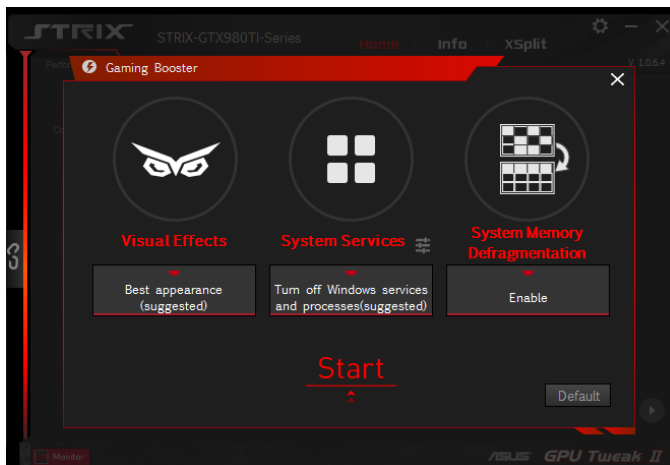 STRIX
STRIX-GTX980TI-Series
Home
Info
XSplit
V 1.0.6.4
Gaming Booster
Visual Effects
System Services
System Memory
Defragmentation
Best appearance
(suggested)
Turn off Windows services
and processes(suggested)
Enable
Start
Default
Monitor
ASUS GPU Tweak II